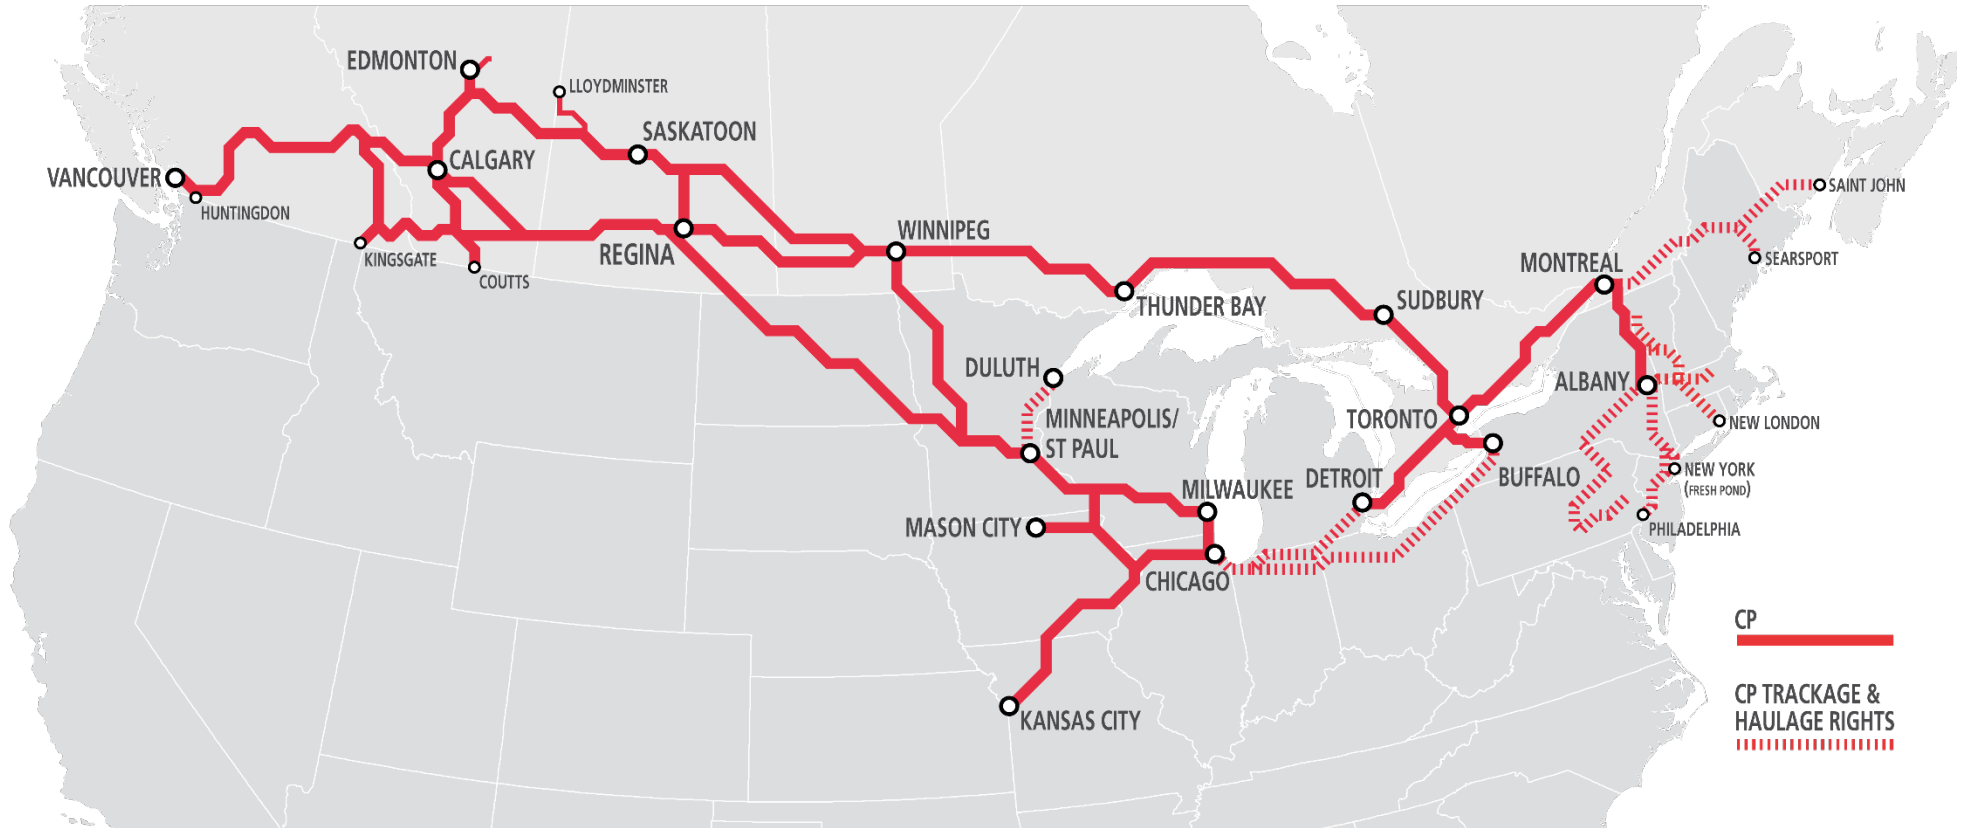 EDMONTON
LLOYDMINSTER
SASKATOON
CALGARY
VANCOUVER
HUNTINGDON
KINGSGATE
COUTTS
REGINA
WINNIPEG
THUNDER BAY
SUDBURY
MONTREAL
SAINT JOHN
SEARSPORT
DULUTH
MINNEAPOLIS/
ST PAUL
TORONTO
ALBANY
NEW LONDON
BUFFALO
DETROIT
NEW YORK
(FRESH POND)
PHILADELPHIA
MILWAUKEE
MASON CITY
CHICAGO
KANSAS CITY
CP
CP TRACKAGE &
HAULAGE RIGHTS